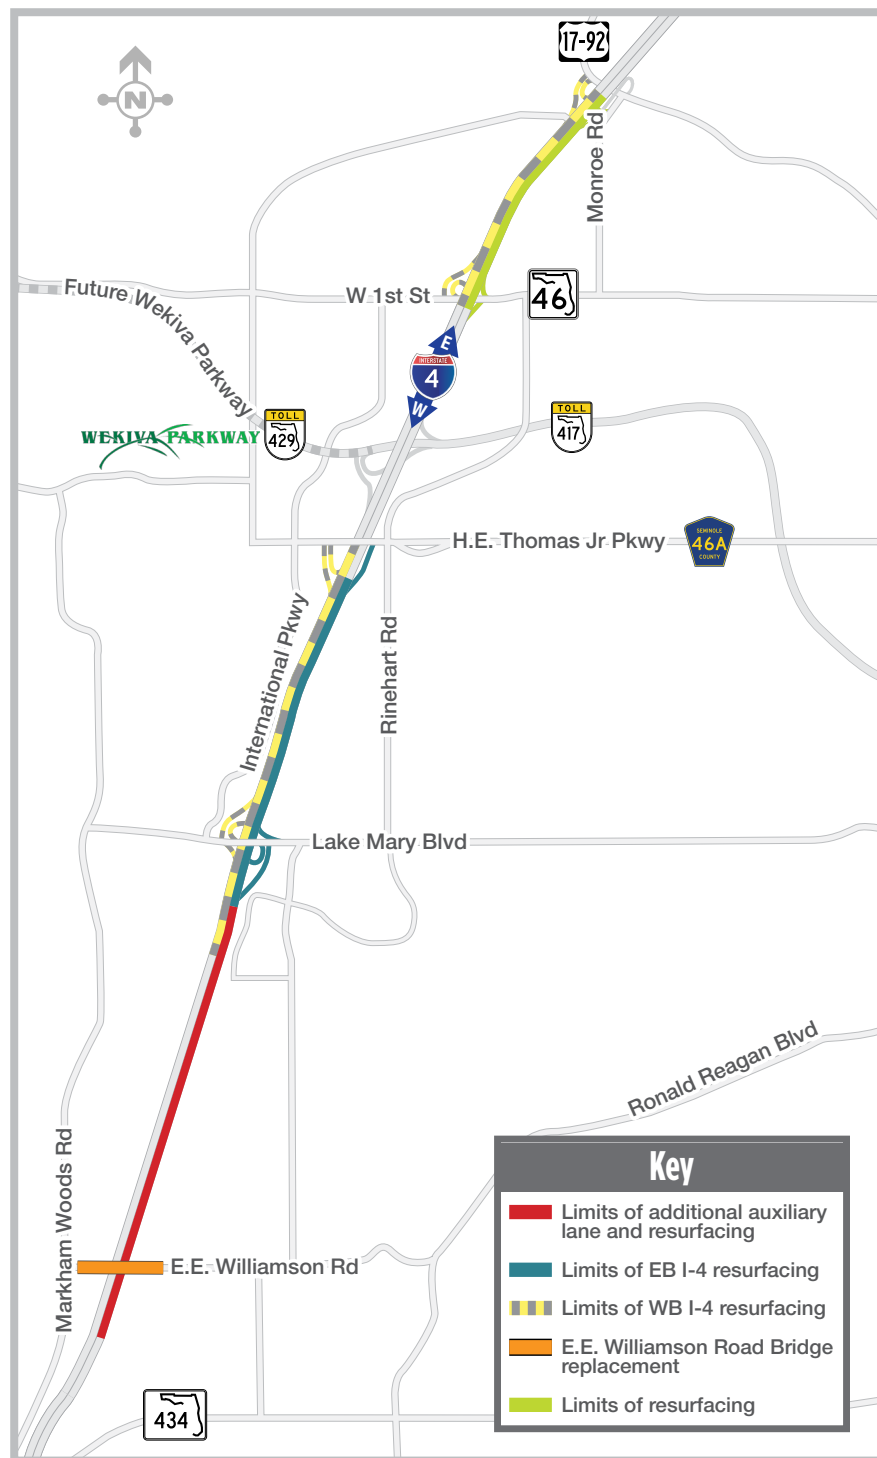 17-92
N
Monroe Rd
Future Wekiva Parkway
W 1st St
46
E
INTERSTATE
4
W
WEKIVA PARKWAY
TOLL
429
TOLL
417
H.E. Thomas Jr Pkwy
SEMINOLE
46A
COUNTY
International Pkwy
Rinehart Rd
Lake Mary Blvd
Ronald Reagan Blvd
Markham Woods Rd
E.E. Williamson Rd
434
Key
Limits of additional auxiliary
lane and resurfacing
Limits of EB I-4 resurfacing
Limits of WB I-4 resurfacing
E.E. Williamson Road Bridge
replacement
Limits of resurfacing